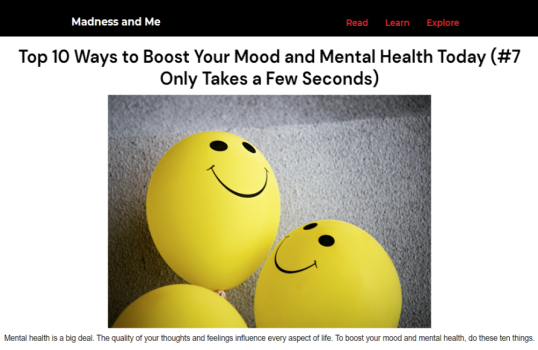 Madness and Me
Read Learn Explore
Top 10 Ways to Boost Your Mood and Mental Health Today (#7
Only Takes a Few Seconds)
Mental health is a big deal. The quality of your thoughts and feelings influence every aspect of life. To boost your mood and mental health, do these ten things.